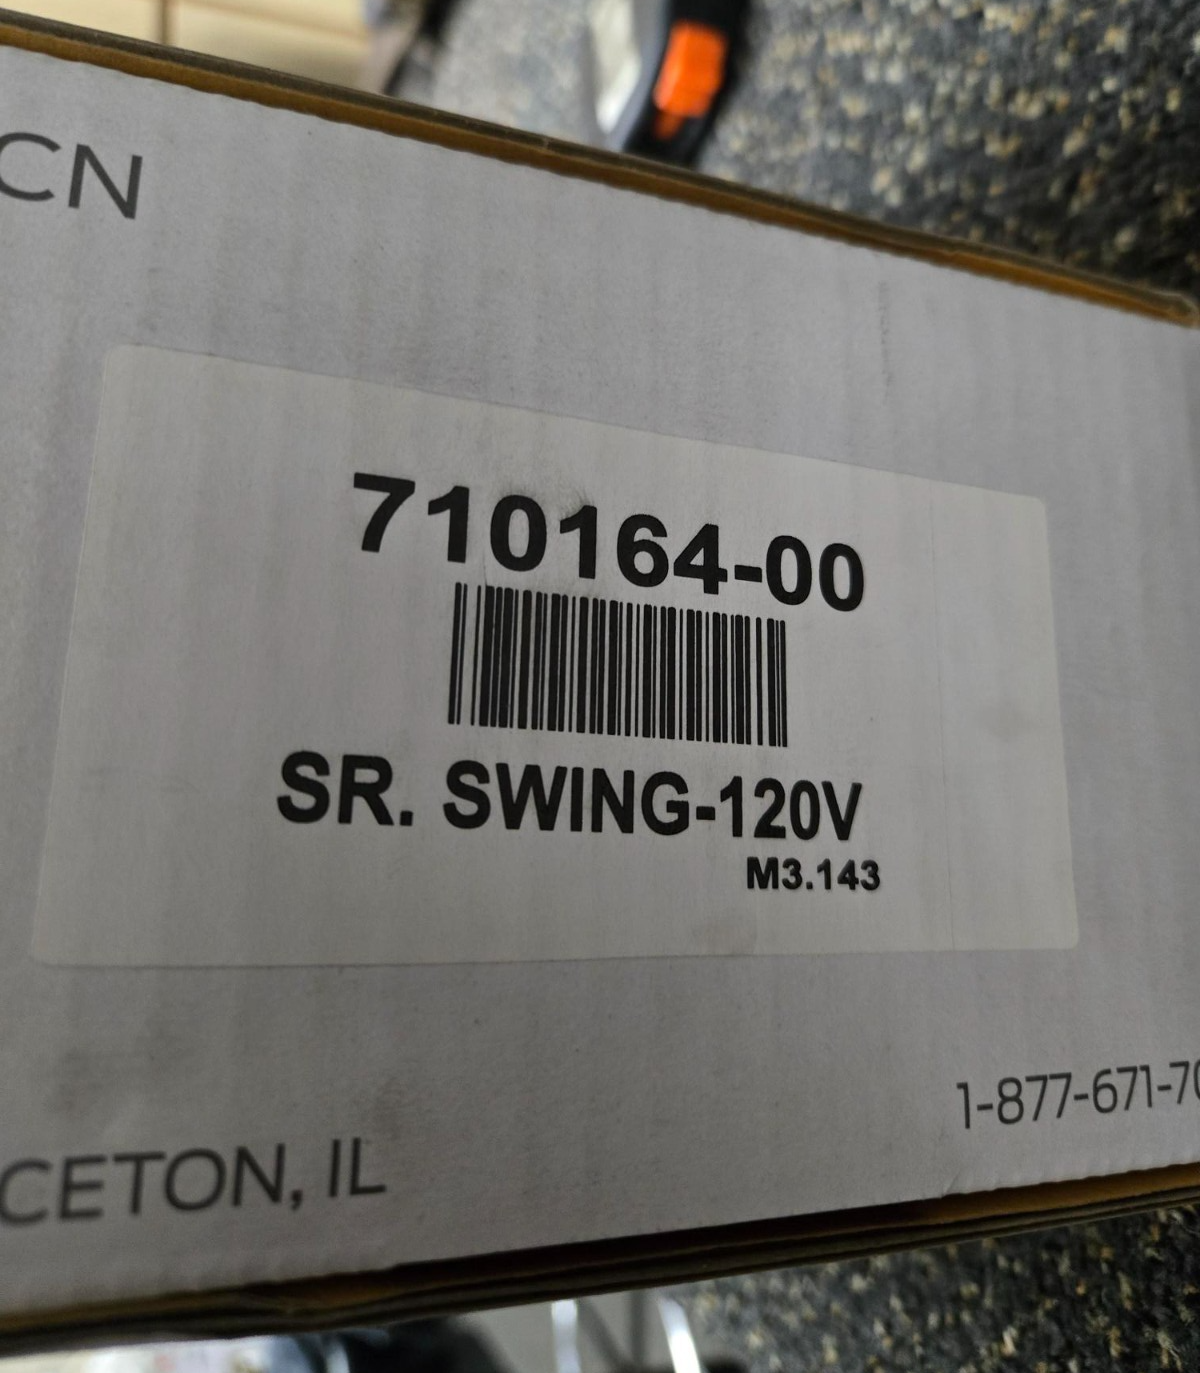 CN
710164-00
SR. SWING-120V
M3.143
1-877-671-70
CETON, IL